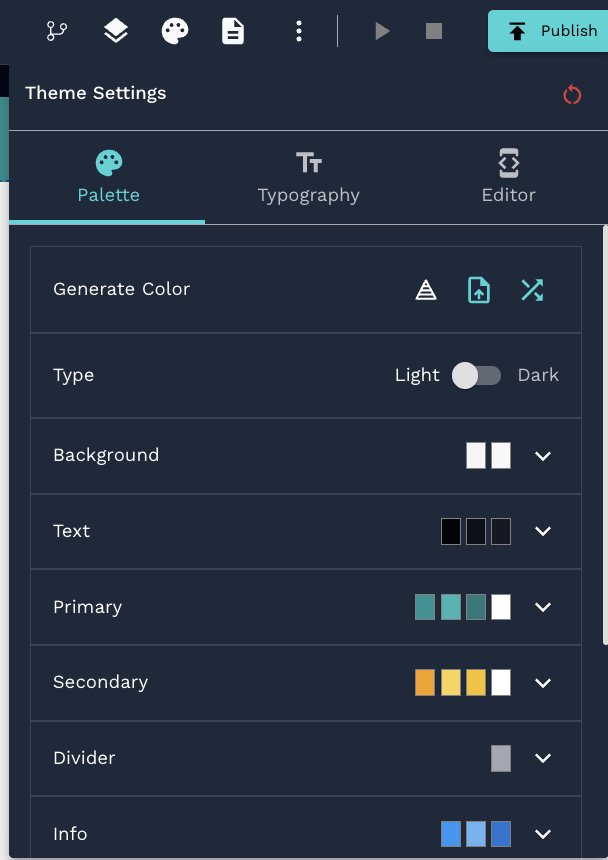 Publish
Theme Settings
Palette
Typography
Editor
Generate Color
Type
Light
Dark
Background
Text
Primary
Secondary
Divider
Info